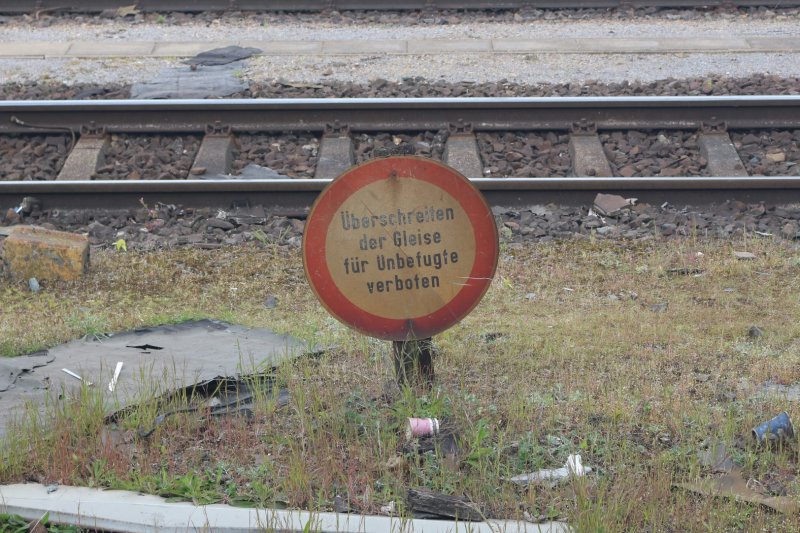 Überschreiten
der Gleise
für Unbefugte
verboten